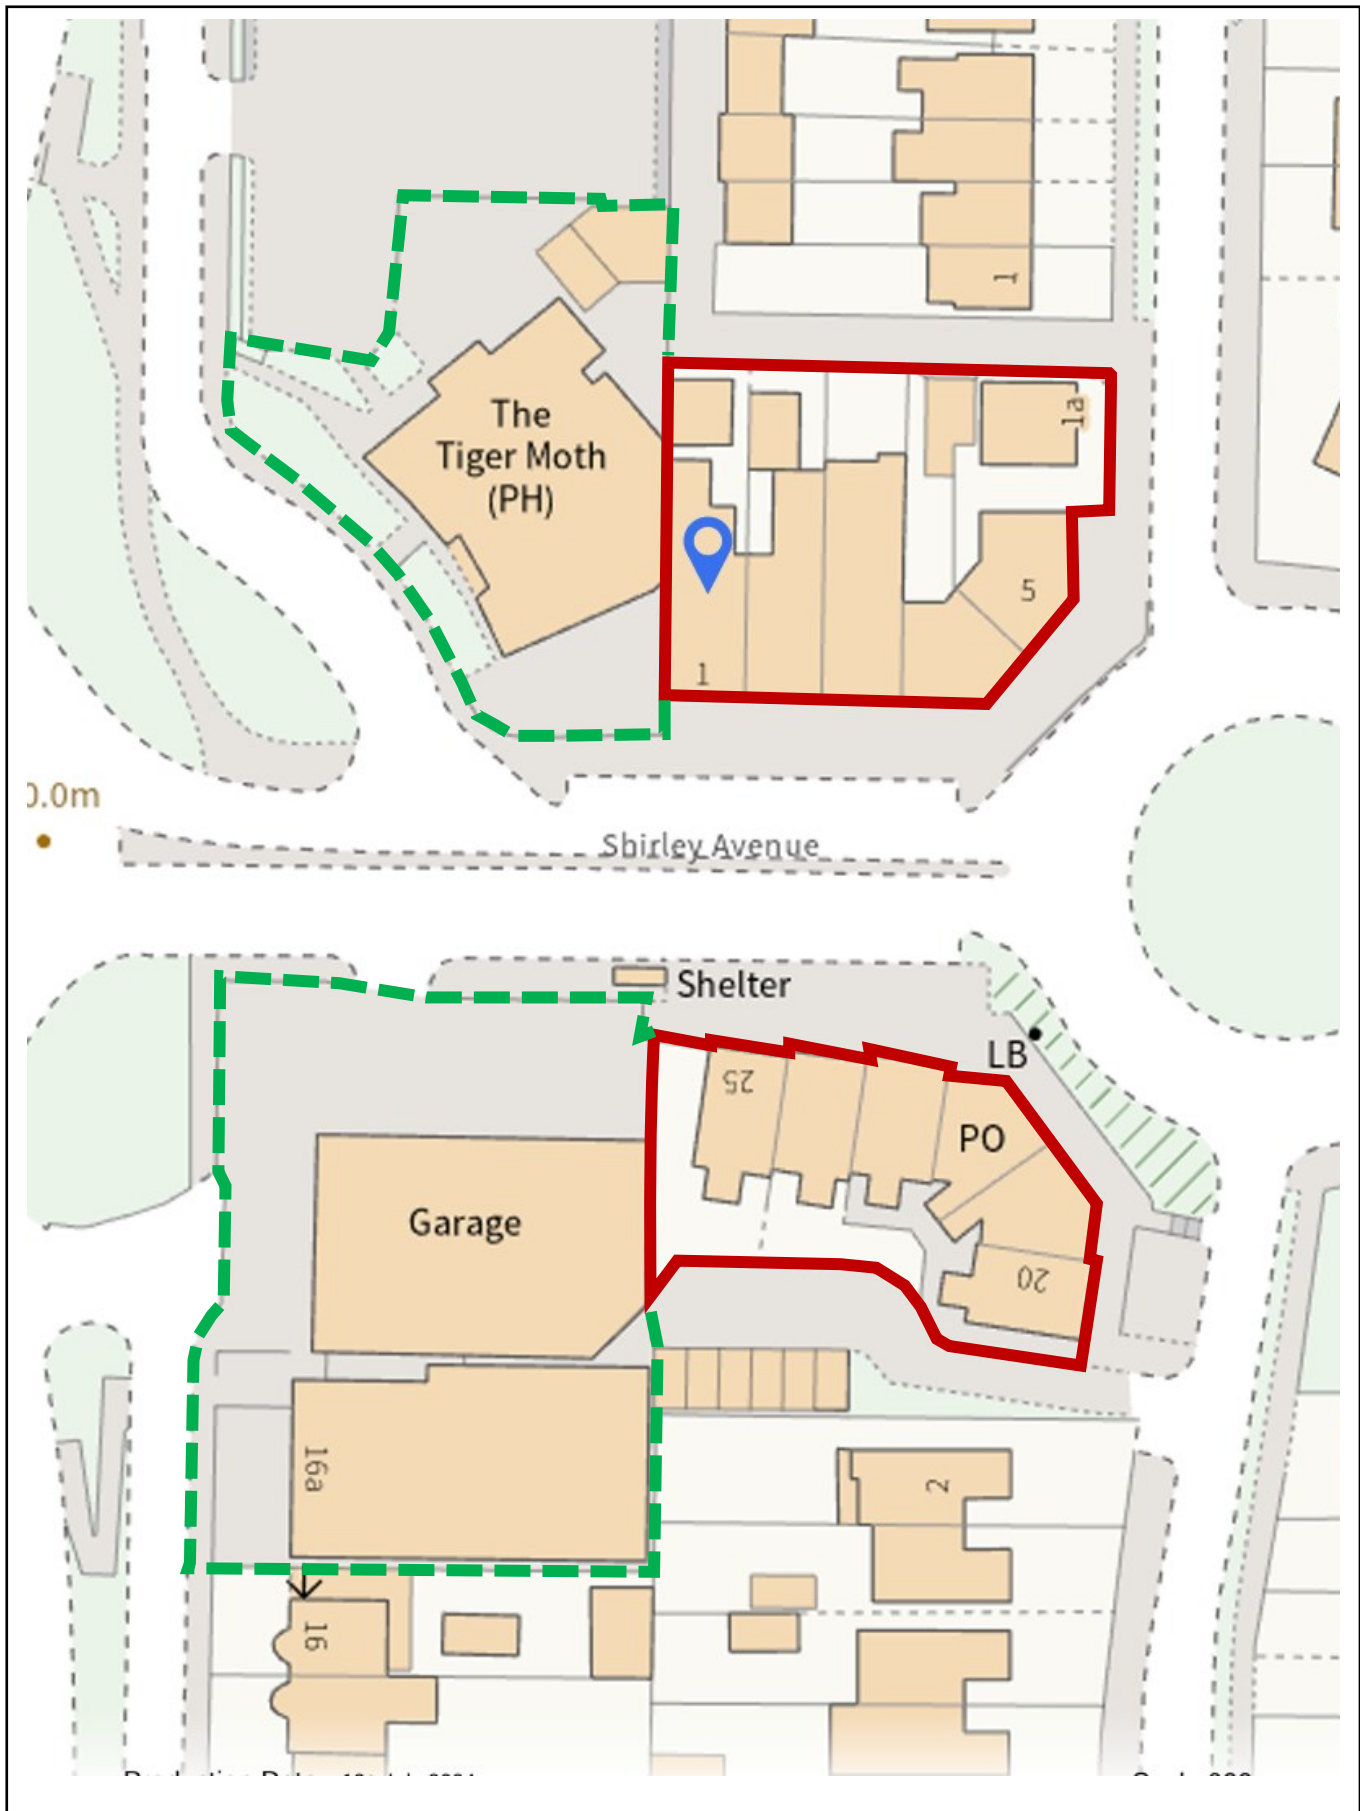 1
1a
The
Tiger Moth
(PH)
5
1
0.0m
Shirley Avenue
Shelter
LB
25
PO
Garage
20
16a
2
16